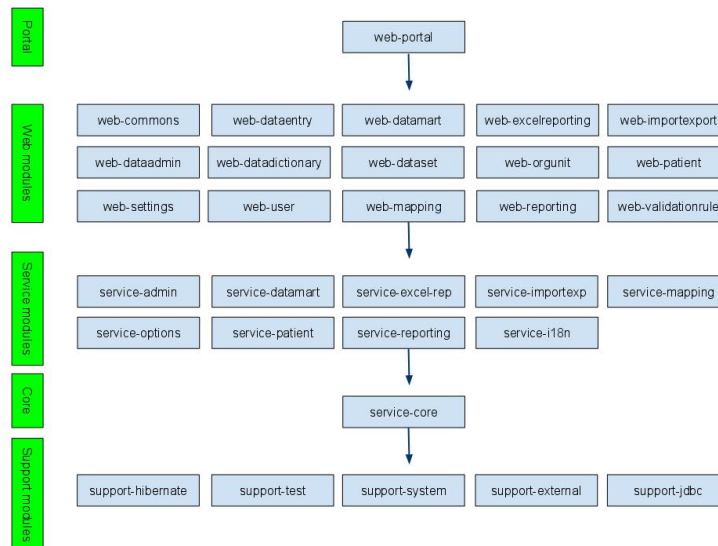 Portal
web-portal
Web modules
web-commons
web-dataentry
web-datamart
web-excelreporting
web-importexport
web-dataadmin
web-datadictionary
web-dataset
web-orgunit
web-patient
web-settings
web-user
web-mapping
web-reporting
web-validationrule
Service modules
service-admin
service-datamart
service-excel-rep
service-importexp
service-mapping
service-options
service-patient
service-reporting
service-i18n
Core
service-core
Support modules
support-hibernate
support-test
support-system
support-external
support-jdbc